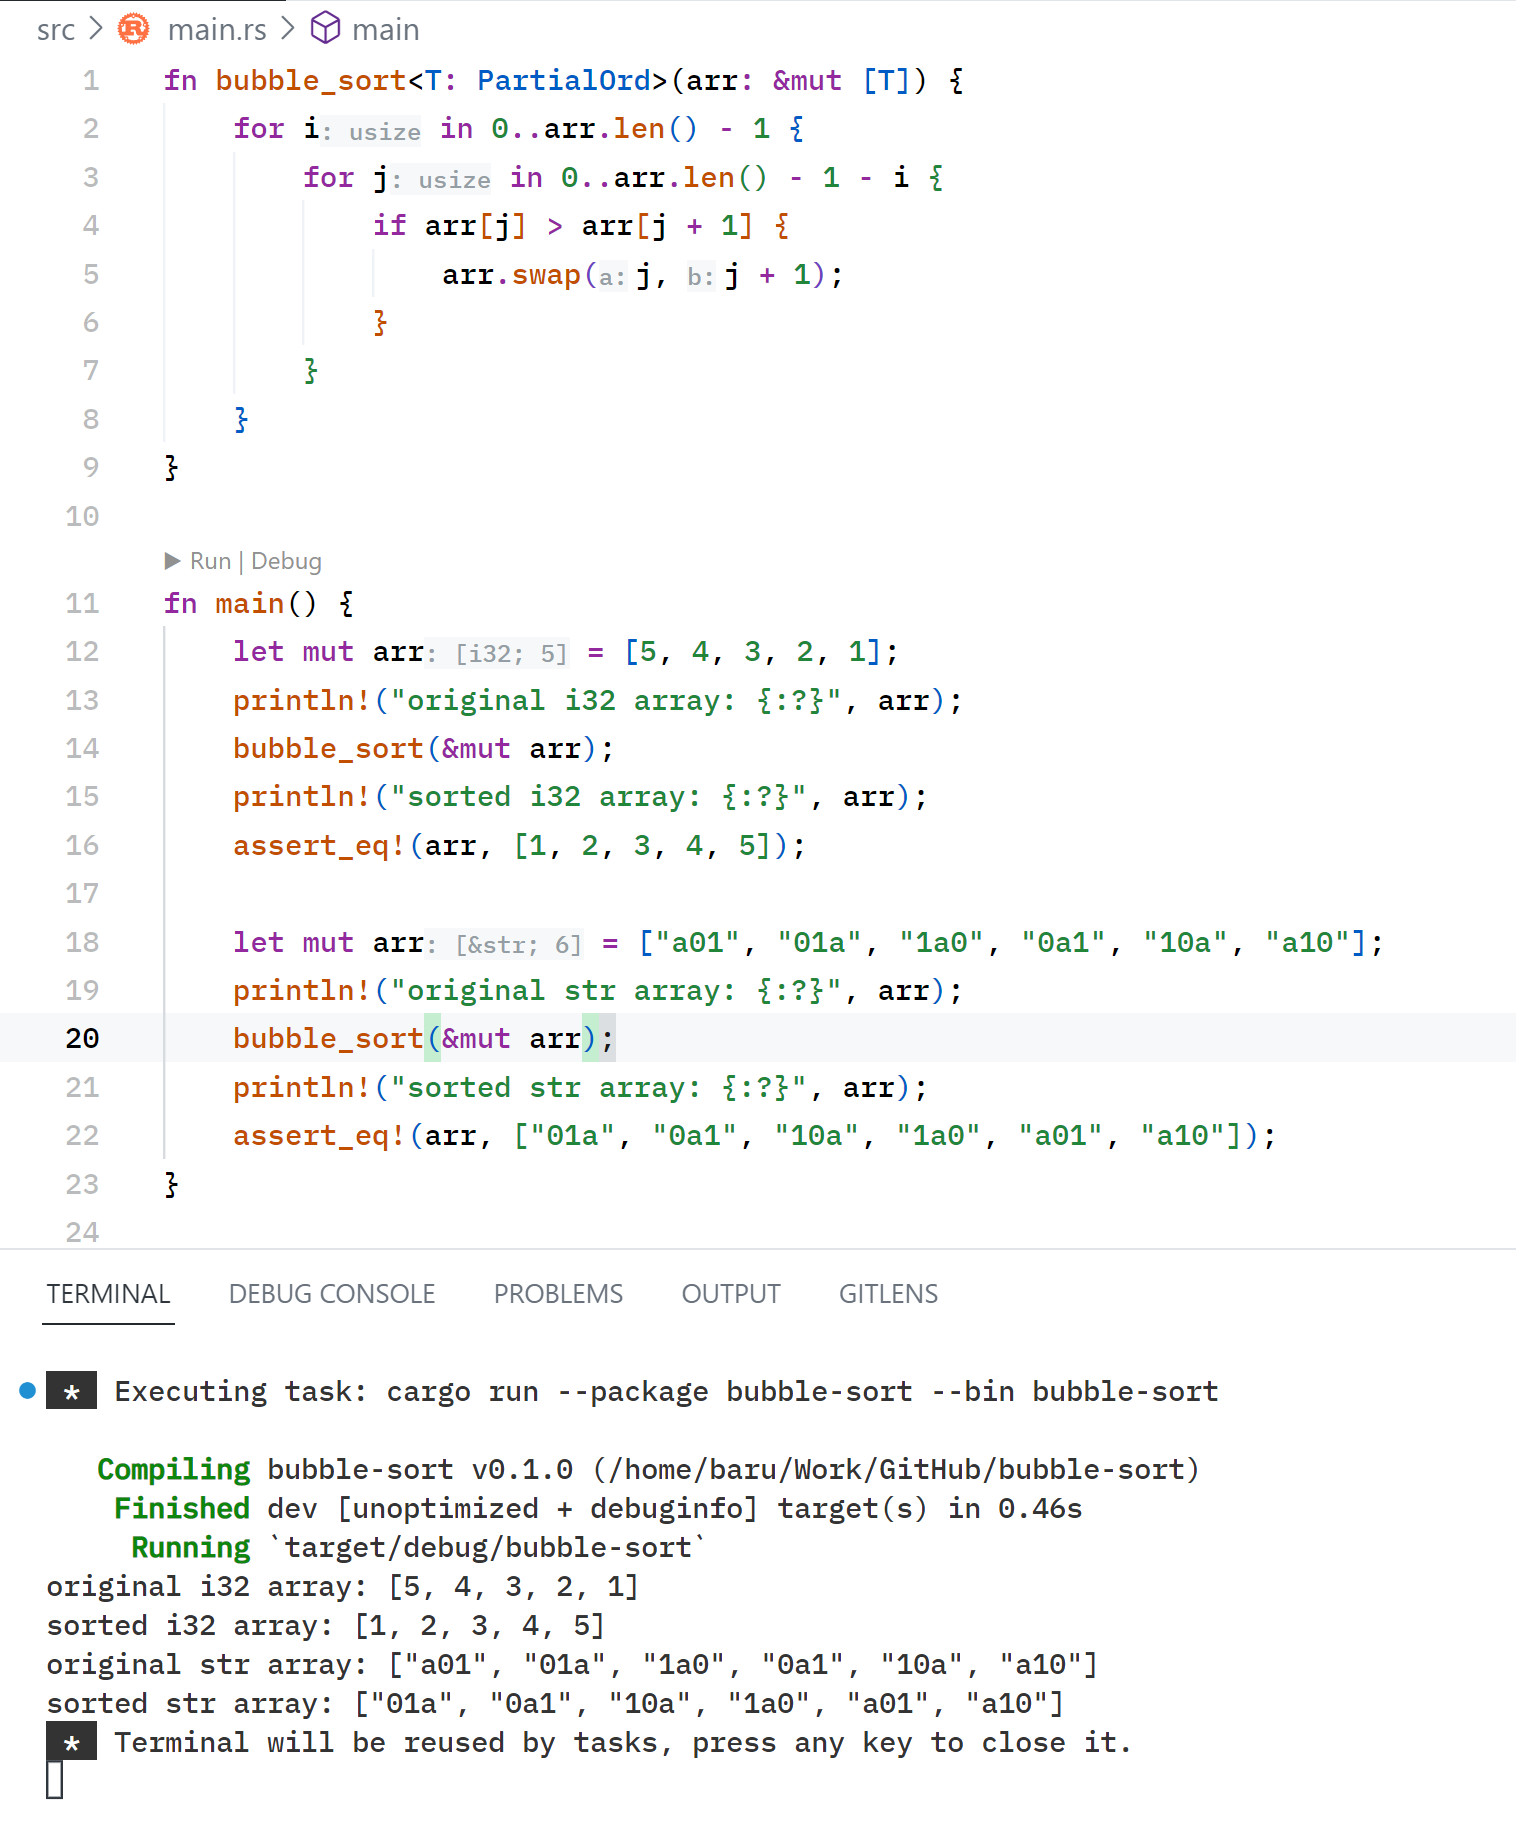 src > main.rs > main
1 fn bubble_sort<T: PartialOrd>(arr: &mut [T]) {
2     for i: usize in 0..arr.len() - 1 {
3         for j: usize in 0..arr.len() - 1 - i {
4             if arr[j] > arr[j + 1] {
5                 arr.swap(a: j, b: j + 1);
6             }
7         }
8     }
9 }
10
▶ Run | Debug
11 fn main() {
12     let mut arr: [i32; 5] = [5, 4, 3, 2, 1];
13     println!("original i32 array: {:?}", arr);
14     bubble_sort(&mut arr);
15     println!("sorted i32 array: {:?}", arr);
16     assert_eq!(arr, [1, 2, 3, 4, 5]);
17
18     let mut arr: [&str; 6] = ["a01", "01a", "1a0", "0a1", "10a", "a10"];
19     println!("original str array: {:?}", arr);
20     bubble_sort(&mut arr);
21     println!("sorted str array: {:?}", arr);
22     assert_eq!(arr, ["01a", "0a1", "10a", "1a0", "a01", "a10"]);
23 }
24
TERMINAL DEBUG CONSOLE PROBLEMS OUTPUT GITLENS
* Executing task: cargo run --package bubble-sort --bin bubble-sort
Compiling bubble-sort v0.1.0 (/home/baru/Work/GitHub/bubble-sort)
Finished dev [unoptimized + debuginfo] target(s) in 0.46s
Running `target/debug/bubble-sort`
original i32 array: [5, 4, 3, 2, 1]
sorted i32 array: [1, 2, 3, 4, 5]
original str array: ["a01", "01a", "1a0", "0a1", "10a", "a10"]
sorted str array: ["01a", "0a1", "10a", "1a0", "a01", "a10"]
* Terminal will be reused by tasks, press any key to close it.